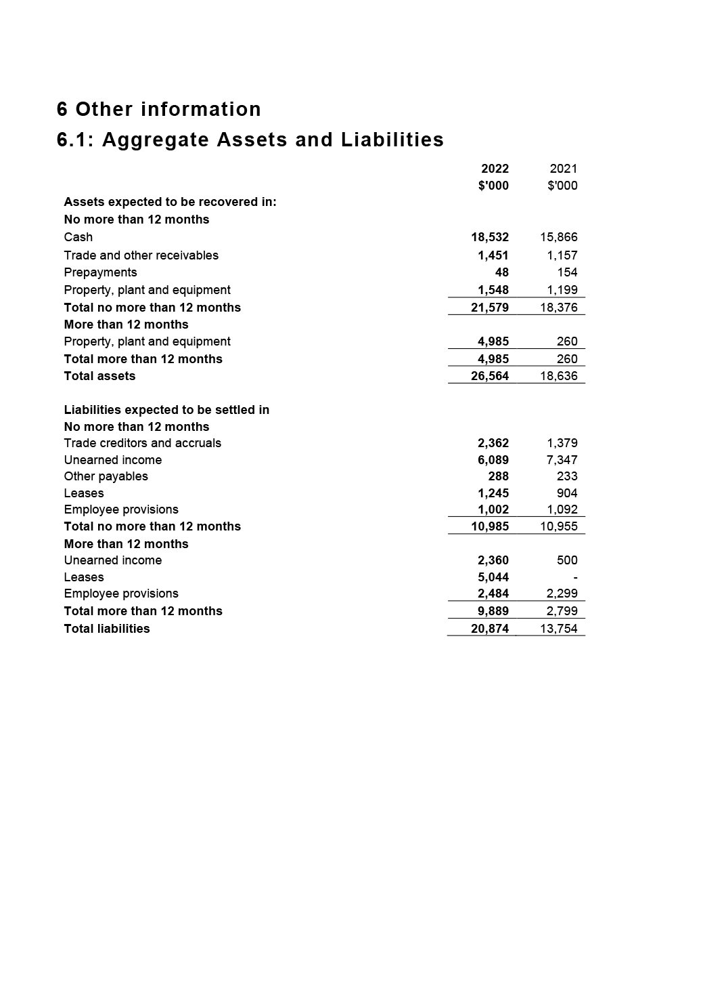 6 Other information
6.1: Aggregate Assets and Liabilities
2022 2021
$'000 $'000
Assets expected to be recovered in:
No more than 12 months
Cash 18,532 15,866
Trade and other receivables 1,451 1,157
Prepayments 48 154
Property, plant and equipment 1,548 1,199
Total no more than 12 months 21,579 18,376
More than 12 months
Property, plant and equipment 4,985 260
Total more than 12 months 4,985 260
Total assets 26,564 18,636
Liabilities expected to be settled in
No more than 12 months
Trade creditors and accruals 2,362 1,379
Unearned income 6,089 7,347
Other payables 288 233
Leases 1,245 904
Employee provisions 1,002 1,092
Total no more than 12 months 10,985 10,955
More than 12 months
Unearned income 2,360 500
Leases 5,044 -
Employee provisions 2,484 2,299
Total more than 12 months 9,889 2,799
Total liabilities 20,874 13,754